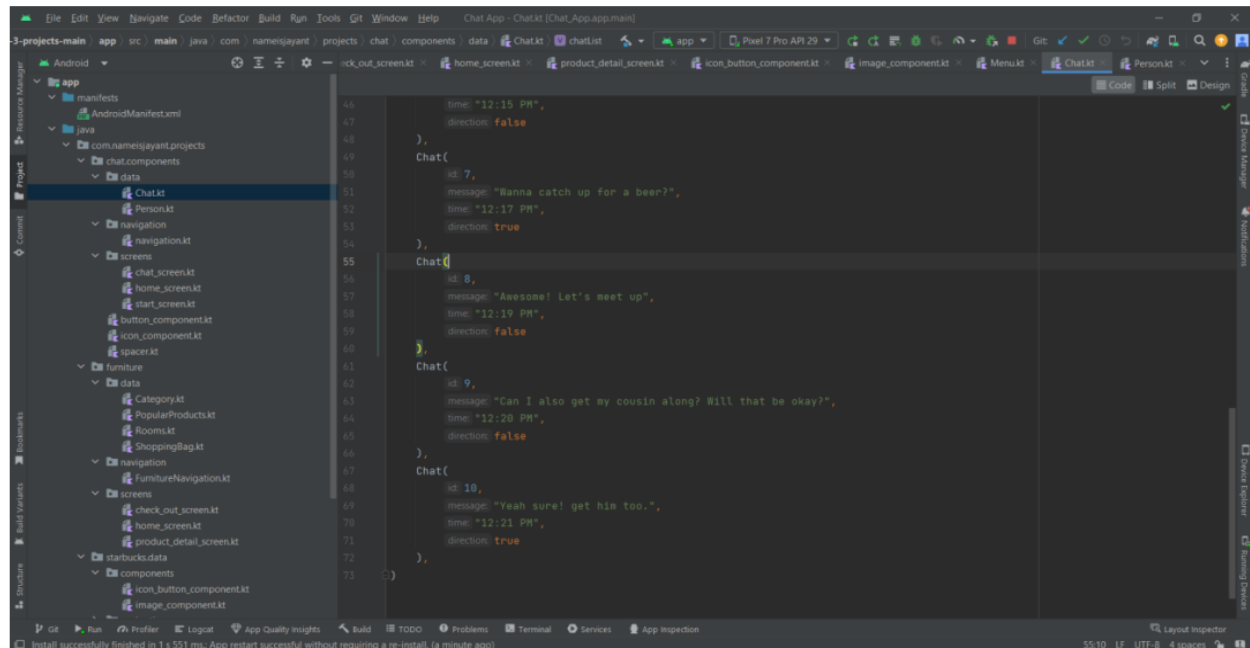 File Edit View Navigate Code Refactor Build Run Tools Git Window Help Chat App - Chat.kt [Chat_App.app.main]
-3-projects-main app src main java com nameisjayant projects chat components data Chat.kt chatList app Pixel 7 Pro API 29 Git:
Android eck_out_screen.kt home_screen.kt product_detail_screen.kt icon_button_component.kt image_component.kt Menu.kt Chat.kt Person.kt
Code Split Design
Resource Manager
Project
Commit
Bookmarks
Build Variants
Structure
app
manifests
AndroidManifest.xml
java
com.nameisjayant.projects
chat.components
data
Chat.kt
Person.kt
navigation
navigation.kt
screens
chat_screen.kt
home_screen.kt
start_screen.kt
button_component.kt
icon_component.kt
spacer.kt
furniture
data
Category.kt
PopularProducts.kt
Rooms.kt
ShoppingBag.kt
navigation
FurnitureNavigation.kt
screens
check_out_screen.kt
home_screen.kt
product_detail_screen.kt
starbucks.data
components
icon_button_component.kt
image_component.kt
46 time: "12:15 PM",
47 direction: false
48 ),
49 Chat(
50 id: 7,
51 message: "Wanna catch up for a beer?",
52 time: "12:17 PM",
53 direction: true
54 ),
55 Chat(
56 id: 8,
57 message: "Awesome! Let's meet up",
58 time: "12:19 PM",
59 direction: false
60 ),
61 Chat(
62 id: 9,
63 message: "Can I also get my cousin along? Will that be okay?",
64 time: "12:20 PM",
65 direction: false
66 ),
67 Chat(
68 id: 10,
69 message: "Yeah sure! get him too.",
70 time: "12:21 PM",
71 direction: true
72 ),
73 )
Gradle
Device Manager
Notifications
Device Explorer
Running Devices
Git Run Profiler Logcat App Quality Insights Build TODO Problems Terminal Services App Inspection Layout Inspector
Install successfully finished in 1 s 551 ms.: App restart successful without requiring a re-install. (a minute ago) 55:10 LF UTF-8 4 spaces